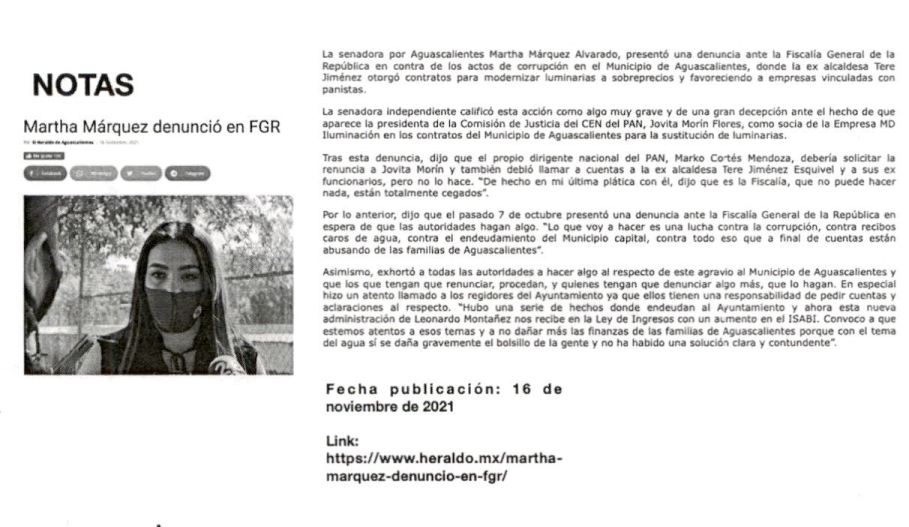 NOTAS
Martha Márquez denunció en FGR
Por El Heraldo de Aguascalientes - 16 noviembre, 2021
Me gusta
Facebook WhatsApp Twitter Telegram
La senadora por Aguascalientes Martha Márquez Alvarado, presentó una denuncia ante la Fiscalía General de la
República en contra de los actos de corrupción en el Municipio de Aguascalientes, donde la ex alcaldesa Tere
Jiménez otorgó contratos para modernizar luminarias a sobreprecios y favoreciendo a empresas vinculadas con
panistas.
La senadora independiente calificó esta acción como algo muy grave y de una gran decepción ante el hecho de que
aparece la presidenta de la Comisión de Justicia del CEN del PAN, Jovita Morín Flores, como socia de la Empresa MD
Iluminación en los contratos del Municipio de Aguascalientes para la sustitución de luminarias.
Tras esta denuncia, dijo que el propio dirigente nacional del PAN, Marko Cortés Mendoza, debería solicitar la
renuncia a Jovita Morín y también debió llamar a cuentas a la ex alcaldesa Tere Jiménez Esquivel y a sus ex
funcionarios, pero no lo hace. “De hecho en mi última plática con él, dijo que es la Fiscalía, que no puede hacer
nada, están totalmente cegados”.
Por lo anterior, dijo que el pasado 7 de octubre presentó una denuncia ante la Fiscalía General de la República en
espera de que las autoridades hagan algo. “Lo que voy a hacer es una lucha contra la corrupción, contra recibos
caros de agua, contra el endeudamiento del Municipio capital, contra todo eso que a final de cuentas están
abusando de las familias de Aguascalientes”.
Asimismo, exhortó a todas las autoridades a hacer algo al respecto de este agravio al Municipio de Aguascalientes y
que los que tengan que renunciar, procedan, y quienes tengan que denunciar algo más, que lo hagan. En especial
hizo un atento llamado a los regidores del Ayuntamiento ya que ellos tienen una responsabilidad de pedir cuentas y
aclaraciones al respecto. “Hubo una serie de hechos donde endeudan al Ayuntamiento y ahora esta nueva
administración de Leonardo Montañez nos recibe en la Ley de Ingresos con un aumento en el ISABI. Convoco a que
estemos atentos a esos temas y a no dañar más las finanzas de las familias de Aguascalientes porque con el tema
del agua sí se daña gravemente el bolsillo de la gente y no ha habido una solución clara y contundente”.
Fecha publicación: 16 de
noviembre de 2021
Link:
https://www.heraldo.mx/martha-
marquez-denuncio-en-fgr/